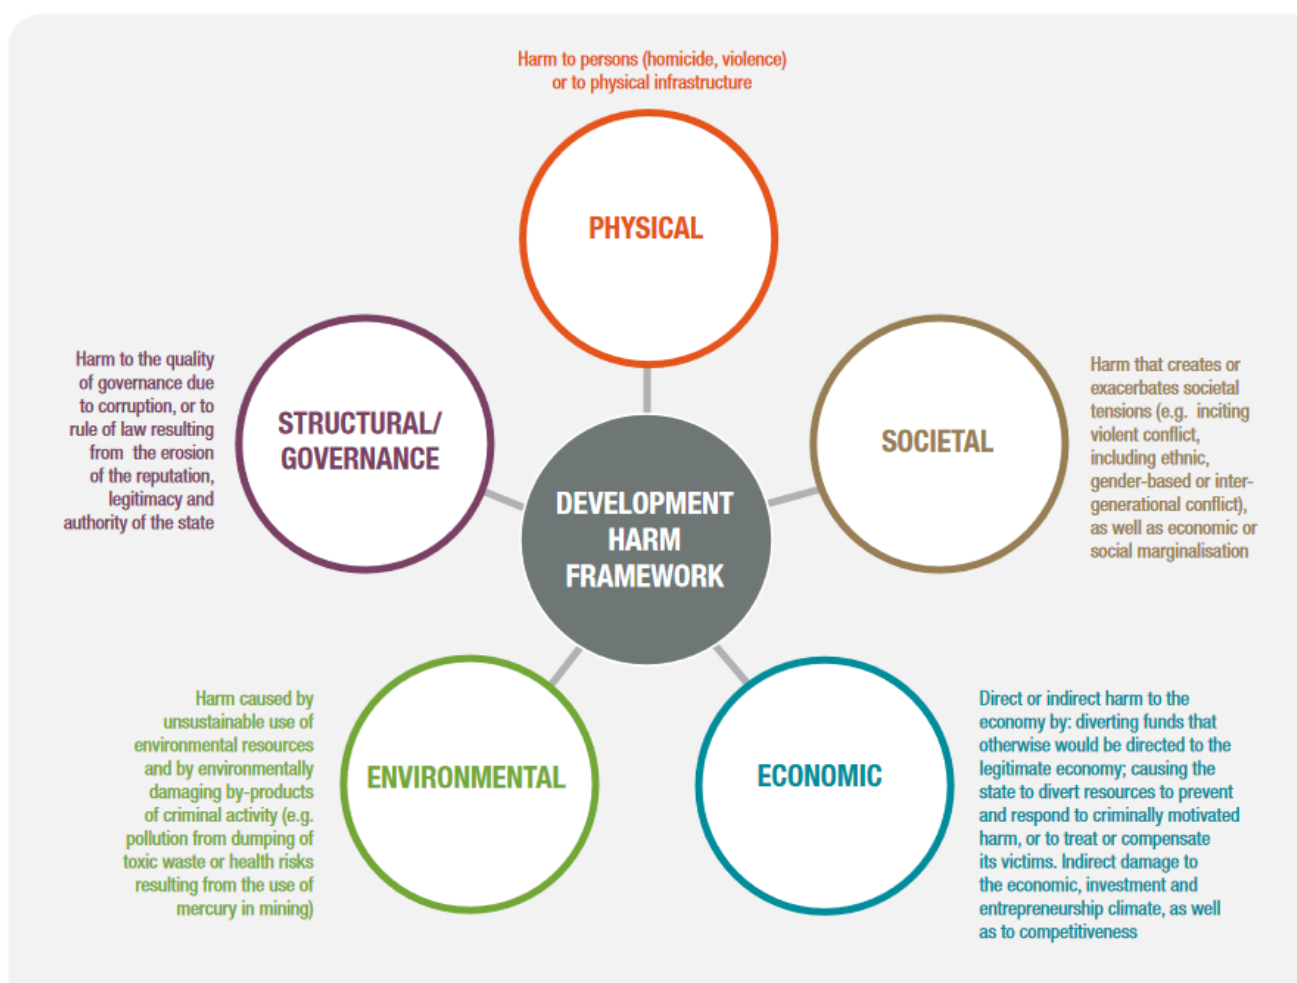 Harm to persons (homicide, violence)
or to physical infrastructure
PHYSICAL
Harm to the quality
of governance due
to corruption, or to
rule of law resulting
from the erosion
of the reputation,
legitimacy and
authority of the state
STRUCTURAL/
GOVERNANCE
SOCIETAL
Harm that creates or
exacerbates societal
tensions (e.g. inciting
violent conflict,
including ethnic,
gender-based or inter-
generational conflict),
as well as economic or
social marginalisation
DEVELOPMENT
HARM
FRAMEWORK
Harm caused by
unsustainable use of
environmental resources
and by environmentally
damaging by-products
of criminal activity (e.g.
pollution from dumping of
toxic waste or health risks
resulting from the use of
mercury in mining)
ENVIRONMENTAL
ECONOMIC
Direct or indirect harm to the
economy by: diverting funds that
otherwise would be directed to the
legitimate economy; causing the
state to divert resources to prevent
and respond to criminally motivated
harm, or to treat or compensate
its victims. Indirect damage to
the economic, investment and
entrepreneurship climate, as well
as to competitiveness